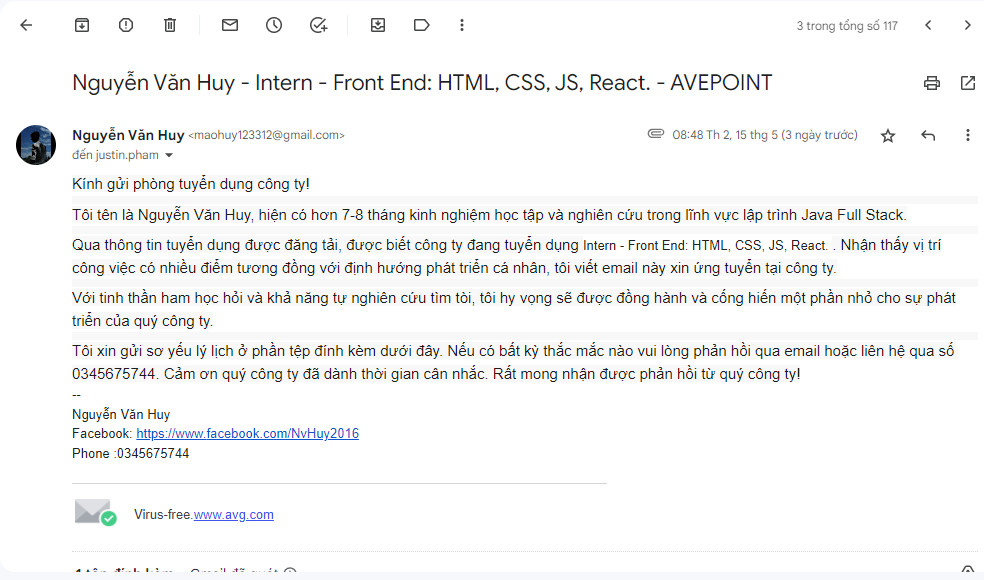 3 trong tổng số 117
Nguyễn Văn Huy - Intern - Front End: HTML, CSS, JS, React. - AVEPOINT
Nguyễn Văn Huy <maohuy123312@gmail.com>
08:48 Th 2, 15 thg 5 (3 ngày trước)
đến justin.pham
Kính gửi phòng tuyển dụng công ty!
Tôi tên là Nguyễn Văn Huy, hiện có hơn 7-8 tháng kinh nghiệm học tập và nghiên cứu trong lĩnh vực lập trình Java Full Stack.
Qua thông tin tuyển dụng được đăng tải, được biết công ty đang tuyển dụng Intern - Front End: HTML, CSS, JS, React. . Nhận thấy vị trí
công việc có nhiều điểm tương đồng với định hướng phát triển cá nhân, tôi viết email này xin ứng tuyển tại công ty.
Với tinh thần ham học hỏi và khả năng tự nghiên cứu tìm tòi, tôi hy vọng sẽ được đồng hành và cống hiến một phần nhỏ cho sự phát
triển của quý công ty.
Tôi xin gửi sơ yếu lý lịch ở phần tệp đính kèm dưới đây. Nếu có bất kỳ thắc mắc nào vui lòng phản hồi qua email hoặc liên hệ qua số
0345675744. Cảm ơn quý công ty đã dành thời gian cân nhắc. Rất mong nhận được phản hồi từ quý công ty!
--
Nguyễn Văn Huy
Facebook: https://www.facebook.com/NvHuy2016
Phone :0345675744
Virus-free.www.avg.com